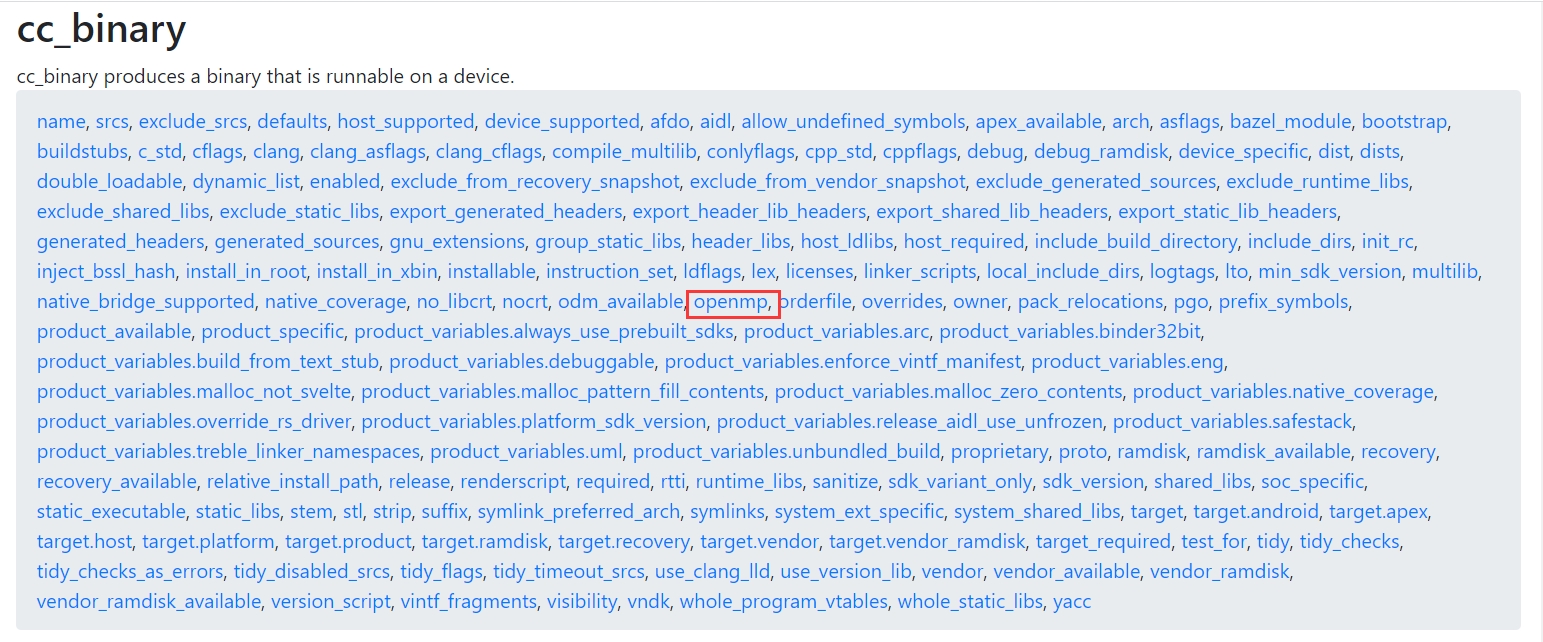 cc_binary
cc_binary produces a binary that is runnable on a device.
name, srcs, exclude_srcs, defaults, host_supported, device_supported, afdo, aidl, allow_undefined_symbols, apex_available, arch, asflags, bazel_module, bootstrap,
buildstubs, c_std, cflags, clang, clang_asflags, clang_cflags, compile_multilib, conlyflags, cpp_std, cppflags, debug, debug_ramdisk, device_specific, dist, dists,
double_loadable, dynamic_list, enabled, exclude_from_recovery_snapshot, exclude_from_vendor_snapshot, exclude_generated_sources, exclude_runtime_libs,
exclude_shared_libs, exclude_static_libs, export_generated_headers, export_header_lib_headers, export_shared_lib_headers, export_static_lib_headers,
generated_headers, generated_sources, gnu_extensions, group_static_libs, header_libs, host_ldlibs, host_required, include_build_directory, include_dirs, init_rc,
inject_bssl_hash, install_in_root, install_in_xbin, installable, instruction_set, ldflags, lex, licenses, linker_scripts, local_include_dirs, logtags, lto, min_sdk_version, multilib,
native_bridge_supported, native_coverage, no_libcrt, nocrt, odm_available, openmp, orderfile, overrides, owner, pack_relocations, pgo, prefix_symbols,
product_available, product_specific, product_variables.always_use_prebuilt_sdks, product_variables.arc, product_variables.binder32bit,
product_variables.build_from_text_stub, product_variables.debuggable, product_variables.enforce_vintf_manifest, product_variables.eng,
product_variables.malloc_not_svelte, product_variables.malloc_pattern_fill_contents, product_variables.malloc_zero_contents, product_variables.native_coverage,
product_variables.override_rs_driver, product_variables.platform_sdk_version, product_variables.release_aidl_use_unfrozen, product_variables.safestack,
product_variables.treble_linker_namespaces, product_variables.uml, product_variables.unbundled_build, proprietary, proto, ramdisk, ramdisk_available, recovery,
recovery_available, relative_install_path, release, renderscript, required, rtti, runtime_libs, sanitize, sdk_variant_only, sdk_version, shared_libs, soc_specific,
static_executable, static_libs, stem, stl, strip, suffix, symlink_preferred_arch, symlinks, system_ext_specific, system_shared_libs, target, target.android, target.apex,
target.host, target.platform, target.product, target.ramdisk, target.recovery, target.vendor, target.vendor_ramdisk, target_required, test_for, tidy, tidy_checks,
tidy_checks_as_errors, tidy_disabled_srcs, tidy_flags, tidy_timeout_srcs, use_clang_lld, use_version_lib, vendor, vendor_available, vendor_ramdisk,
vendor_ramdisk_available, version_script, vintf_fragments, visibility, vndk, whole_program_vtables, whole_static_libs, yacc